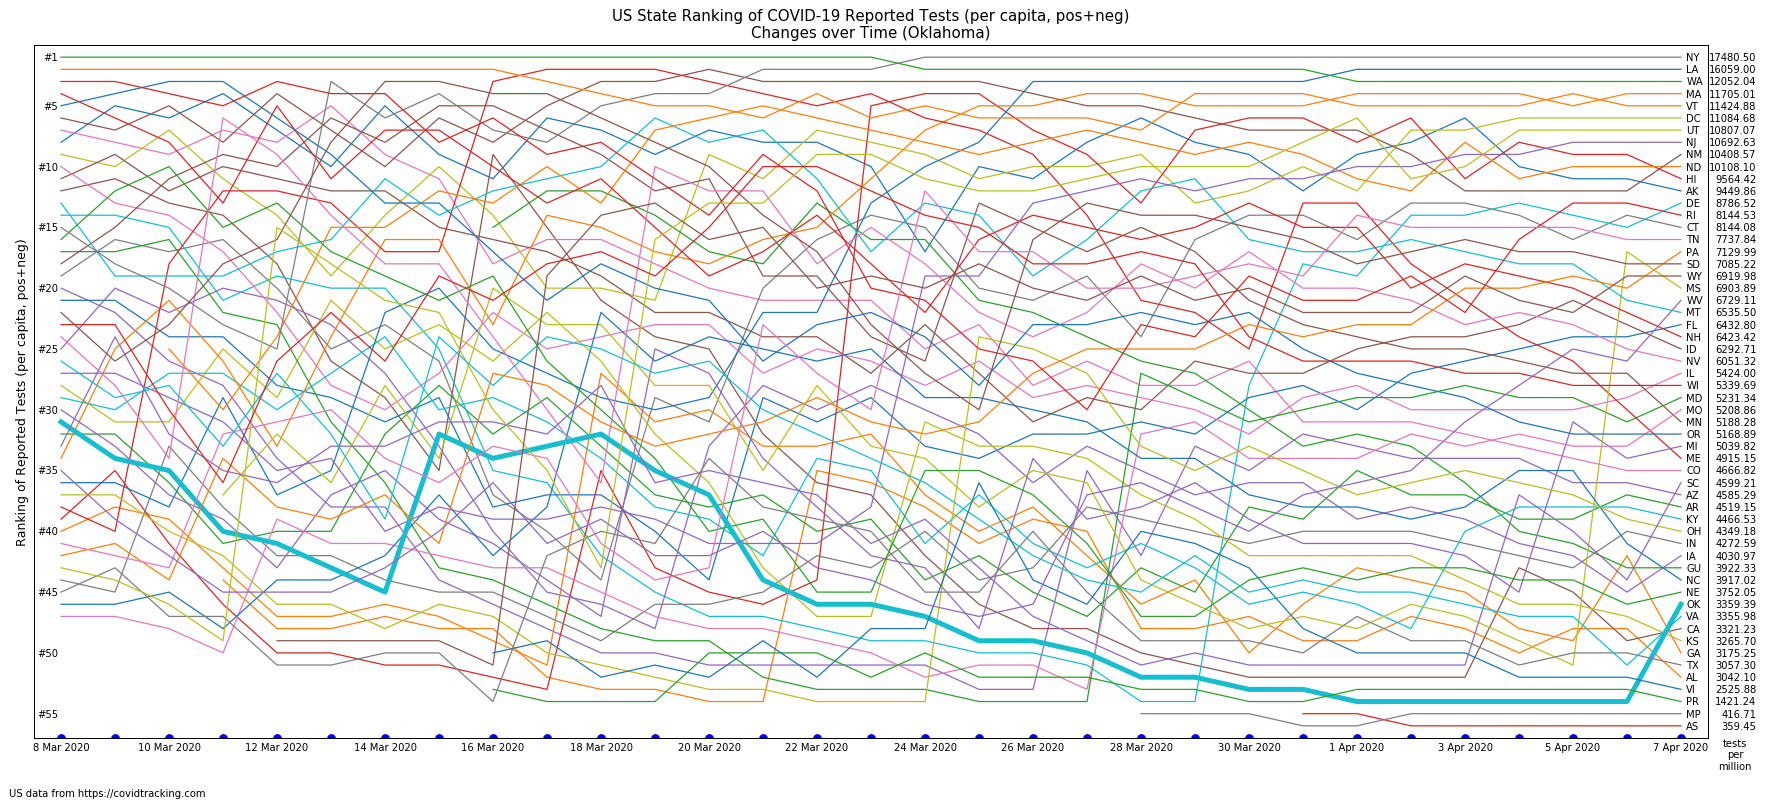 US State Ranking of COVID-19 Reported Tests (per capita, pos+neg)
Changes over Time (Oklahoma)
Ranking of Reported Tests (per capita, pos+neg)
#1
#5
#10
#15
#20
#25
#30
#35
#40
#45
#50
#55
NY 17480.50
LA 16059.00
WA 12052.04
MA 11705.01
VT 11424.88
DC 11084.68
UT 10807.07
NJ 10692.63
NM 10408.57
ND 10108.10
HI 9564.42
AK 9449.86
DE 8786.52
RI 8144.53
CT 8144.08
TN 7737.84
PA 7129.99
SD 7085.22
WY 6919.98
MS 6903.89
WV 6729.11
MT 6535.50
FL 6432.80
NH 6423.42
ID 6292.71
NV 6051.32
IL 5424.00
WI 5339.69
MD 5231.34
MO 5208.86
MN 5188.28
OR 5168.89
MI 5039.82
ME 4915.15
CO 4666.82
SC 4599.21
AZ 4585.29
AR 4519.15
KY 4466.53
OH 4349.18
IN 4272.59
IA 4030.97
GU 3922.33
NC 3917.02
NE 3752.05
OK 3359.39
VA 3355.98
CA 3321.23
KS 3265.70
GA 3175.25
TX 3057.30
AL 3042.10
VI 2525.88
PR 1421.24
MP 416.71
AS 359.45
8 Mar 2020 10 Mar 2020 12 Mar 2020 14 Mar 2020 16 Mar 2020 18 Mar 2020 20 Mar 2020 22 Mar 2020 24 Mar 2020 26 Mar 2020 28 Mar 2020 30 Mar 2020 1 Apr 2020 3 Apr 2020 5 Apr 2020 7 Apr 2020
tests
per
million
US data from https://covidtracking.com